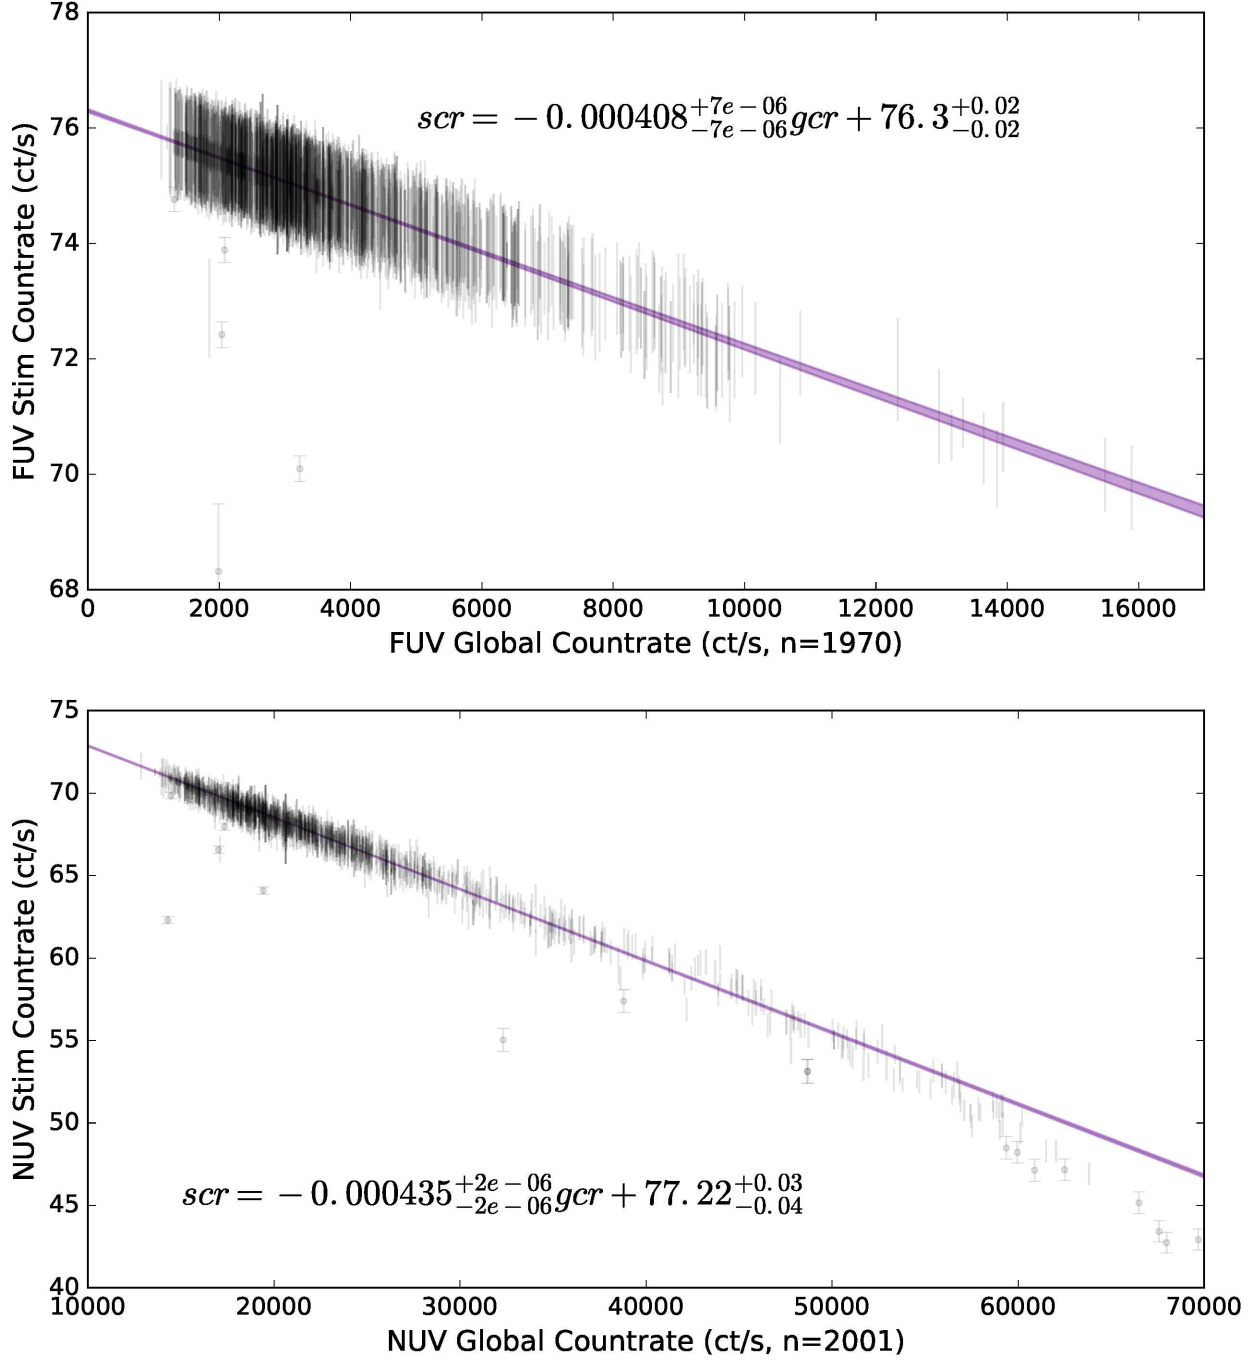 78
76
74
72
70
68
FUV Stim Countrate (ct/s)
scr = −0.000408+7e−06−7e−06gcr + 76.3+0.02−0.02
0 2000 4000 6000 8000 10000 12000 14000 16000
FUV Global Countrate (ct/s, n=1970)
75
70
65
60
55
50
45
40
NUV Stim Countrate (ct/s)
scr = −0.000435+2e−06−2e−06gcr + 77.22+0.03−0.04
10000 20000 30000 40000 50000 60000 70000
NUV Global Countrate (ct/s, n=2001)